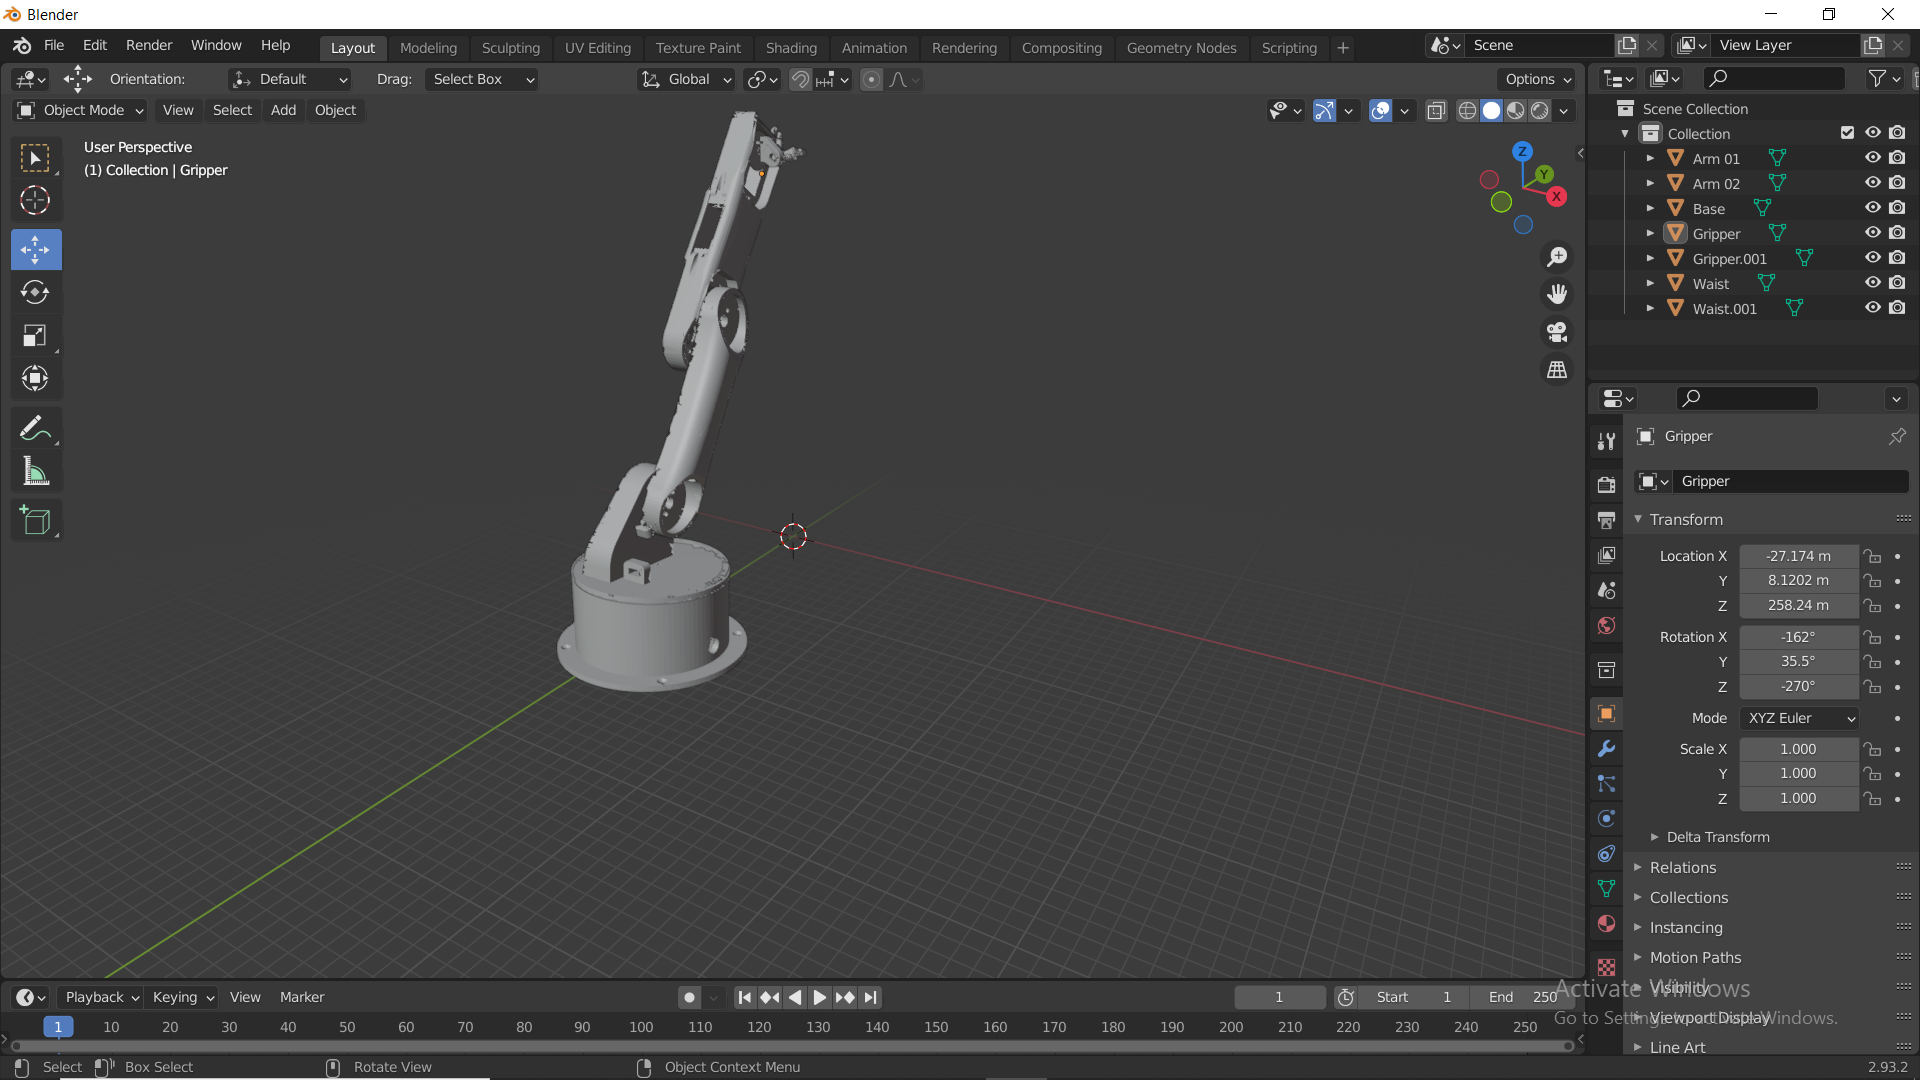 Blender
File Edit Render Window Help Layout Modeling Sculpting UV Editing Texture Paint Shading Animation Rendering Compositing Geometry Nodes Scripting + Scene View Layer
Orientation: Default Drag: Select Box Global Options
Object Mode View Select Add Object
User Perspective
(1) Collection | Gripper
Z
Y
X
Scene Collection
Collection
Arm 01
Arm 02
Base
Gripper
Gripper.001
Waist
Waist.001
Gripper
Gripper
Transform
Location X -27.174 m
Y 8.1202 m
Z 258.24 m
Rotation X -162°
Y 35.5°
Z -270°
Mode XYZ Euler
Scale X 1.000
Y 1.000
Z 1.000
Delta Transform
Relations
Collections
Instancing
Motion Paths
Visibility
Viewport Display
Line Art
Activate Windows
Go to Settings to activate Windows.
Playback Keying View Marker 1 Start 1 End 250
1 10 20 30 40 50 60 70 80 90 100 110 120 130 140 150 160 170 180 190 200 210 220 230 240 250
Select Box Select Rotate View Object Context Menu 2.93.2